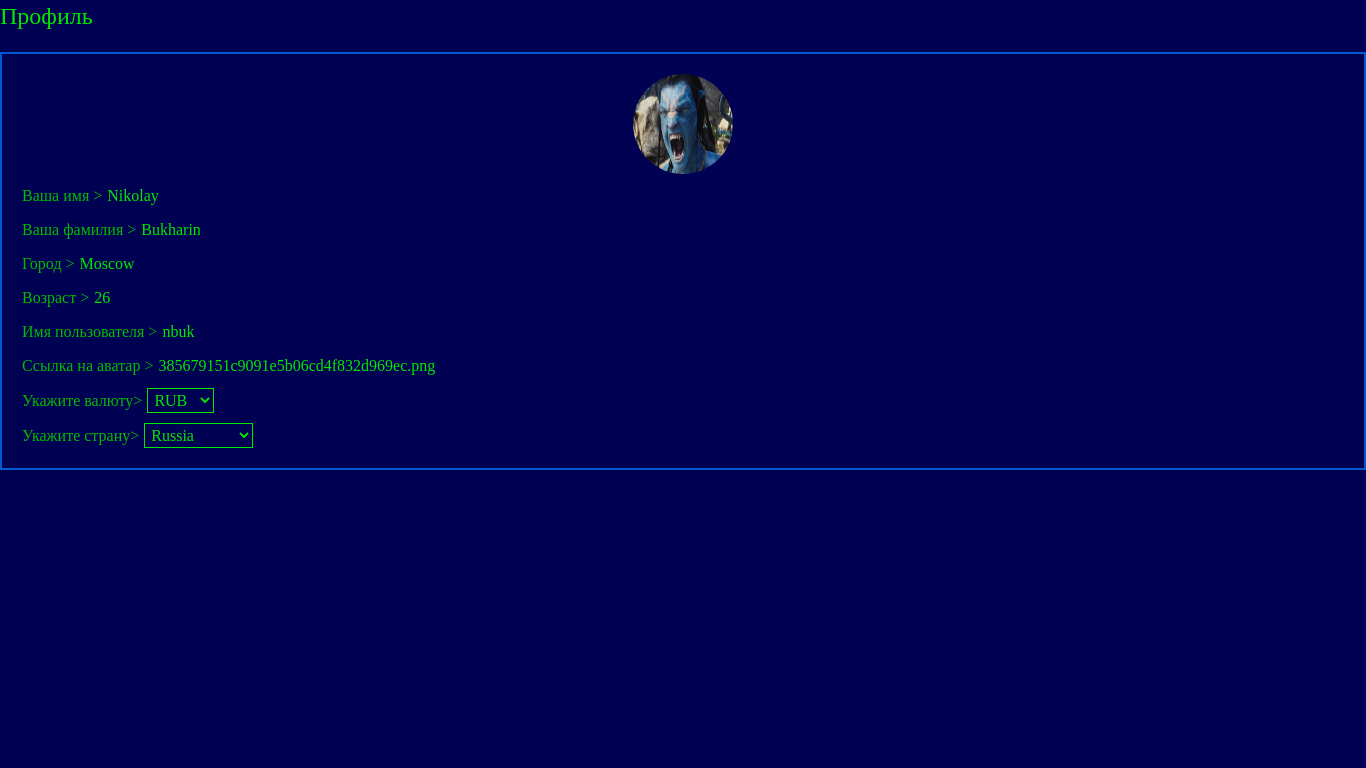 Профиль
Ваша имя > Nikolay
Ваша фамилия > Bukharin
Город > Moscow
Возраст > 26
Имя пользователя > nbuk
Ссылка на аватар > 385679151c9091e5b06cd4f832d969ec.png
Укажите валюту> RUB
Укажите страну> Russia